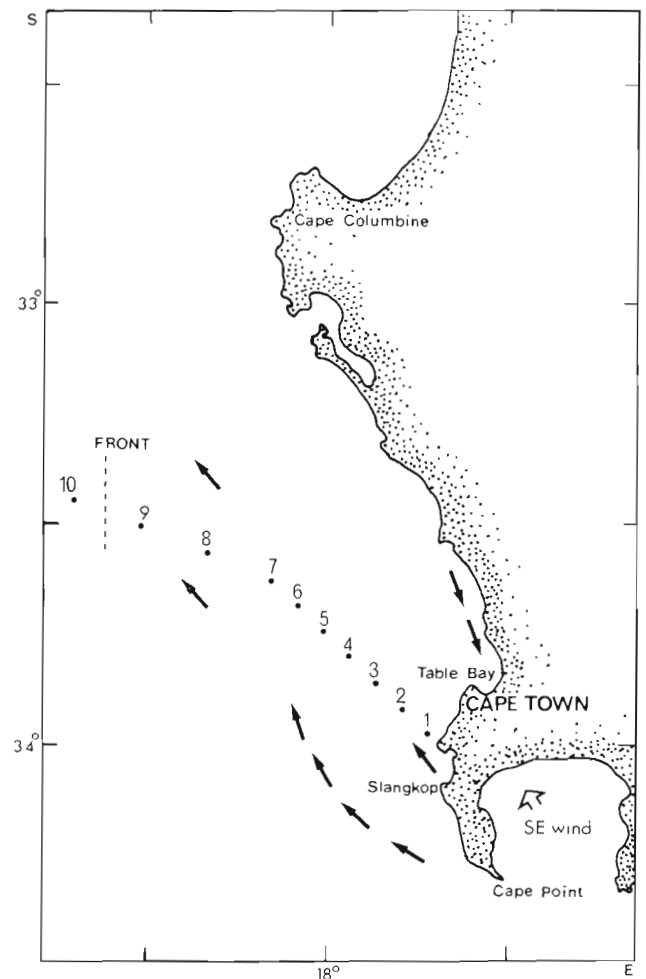 S
Cape Columbine
33°
FRONT
10
9
8
7
6
5
4
3
2
1
Table Bay
CAPE TOWN
34°
Slangkop
SE wind
Cape Point
18°
E